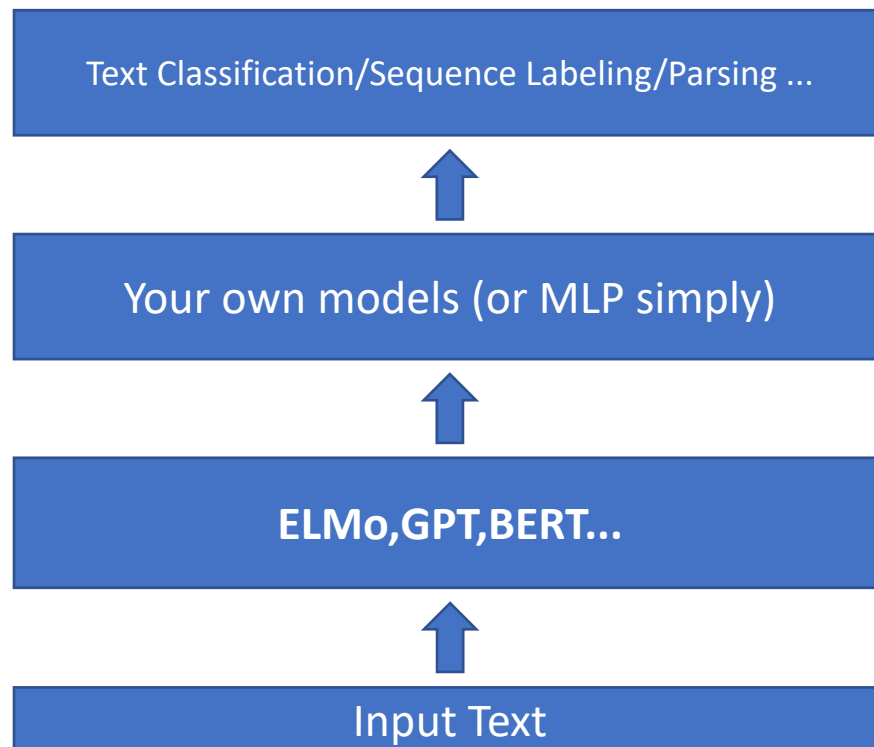 Text Classification/Sequence Labeling/Parsing ...
Your own models (or MLP simply)
ELMo,GPT,BERT...
Input Text